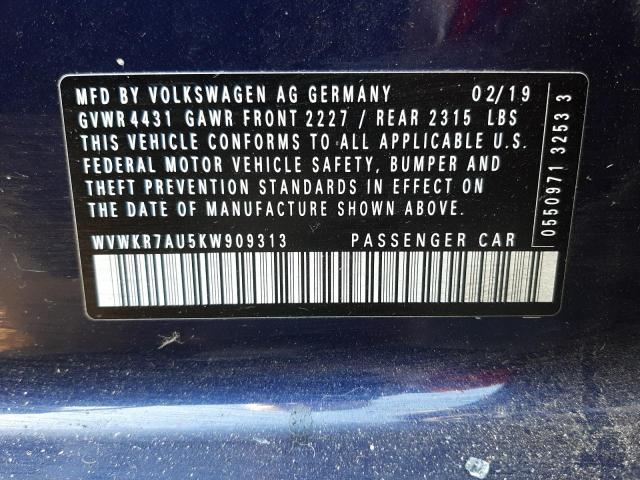 MFD BY VOLKSWAGEN AG GERMANY 02/19
GVWR 4431 GAWR FRONT 2227 / REAR 2315 LBS
THIS VEHICLE CONFORMS TO ALL APPLICABLE U.S.
FEDERAL MOTOR VEHICLE SAFETY, BUMPER AND
THEFT PREVENTION STANDARDS IN EFFECT ON
THE DATE OF MANUFACTURE SHOWN ABOVE.
WVWKR7AU5KW909313 PASSENGER CAR
0550971 3253 3